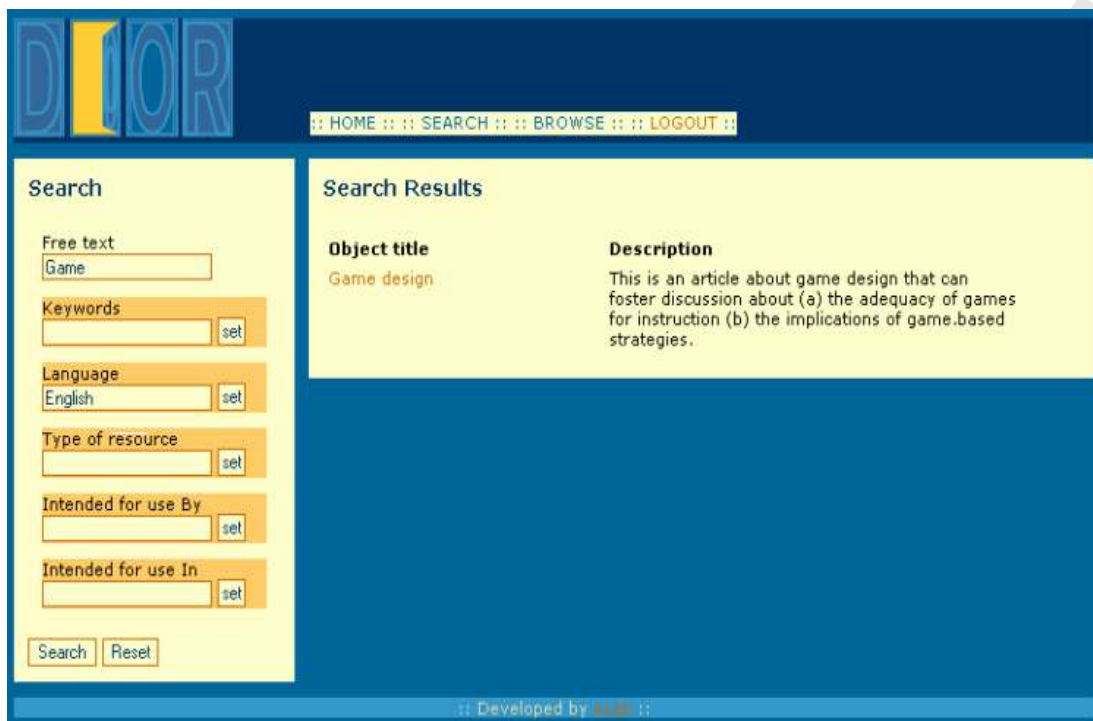 DOOR
:: HOME :: :: SEARCH :: :: BROWSE :: :: LOGOUT ::
Search
Free text
Game
Keywords
set
Language
English
set
Type of resource
set
Intended for use By
set
Intended for use In
set
Search Reset
Search Results
Object title Description
Game design
This is an article about game design that can
foster discussion about (a) the adequacy of games
for instruction (b) the implications of game.based
strategies.
:: Developed by ::